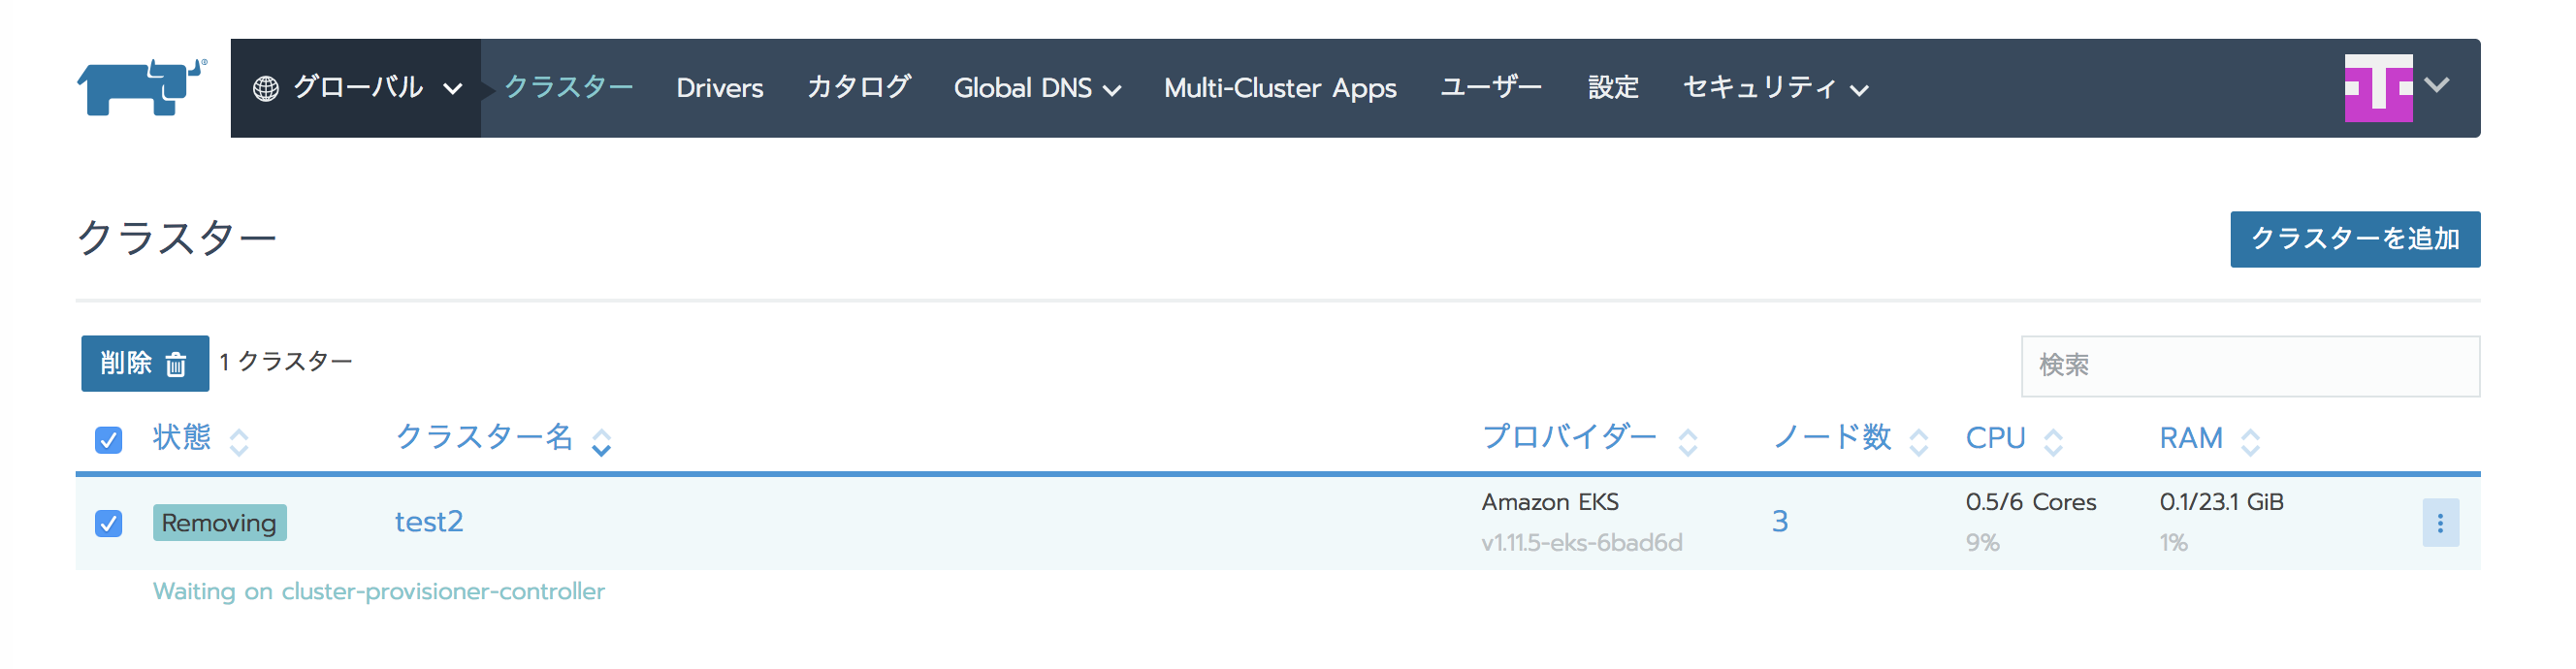 グローバル クラスター Drivers カタログ Global DNS Multi-Cluster Apps ユーザー 設定 セキュリティ
クラスター クラスターを追加
削除 1 クラスター 検索
状態 クラスター名 プロバイダー ノード数 CPU RAM
Removing test2 Amazon EKS 3 0.5/6 Cores 0.1/23.1 GiB
v1.11.5-eks-6bad6d 9% 1%
Waiting on cluster-provisioner-controller